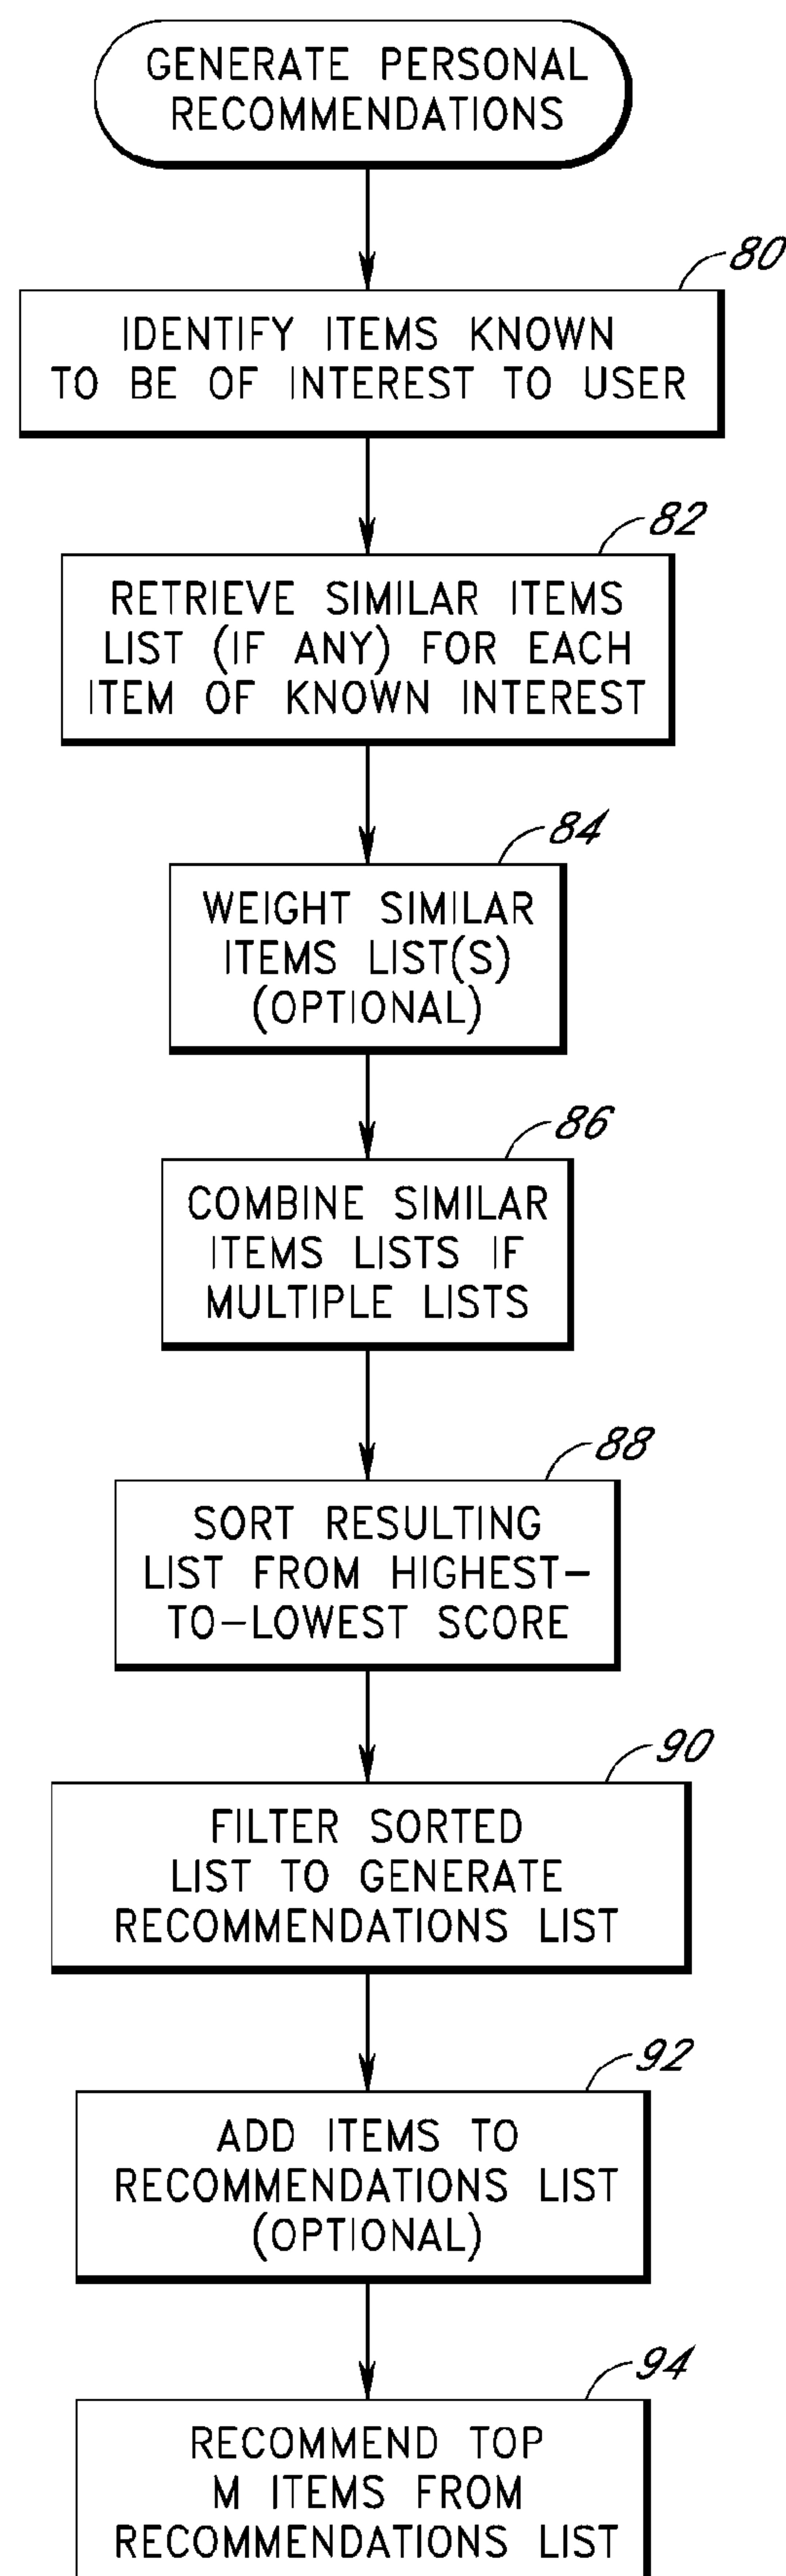 GENERATE PERSONAL
RECOMMENDATIONS
80
IDENTIFY ITEMS KNOWN
TO BE OF INTEREST TO USER
82
RETRIEVE SIMILAR ITEMS
LIST (IF ANY) FOR EACH
ITEM OF KNOWN INTEREST
84
WEIGHT SIMILAR
ITEMS LIST(S)
(OPTIONAL)
86
COMBINE SIMILAR
ITEMS LISTS IF
MULTIPLE LISTS
88
SORT RESULTING
LIST FROM HIGHEST-
TO-LOWEST SCORE
90
FILTER SORTED
LIST TO GENERATE
RECOMMENDATIONS LIST
92
ADD ITEMS TO
RECOMMENDATIONS LIST
(OPTIONAL)
94
RECOMMEND TOP
M ITEMS FROM
RECOMMENDATIONS LIST